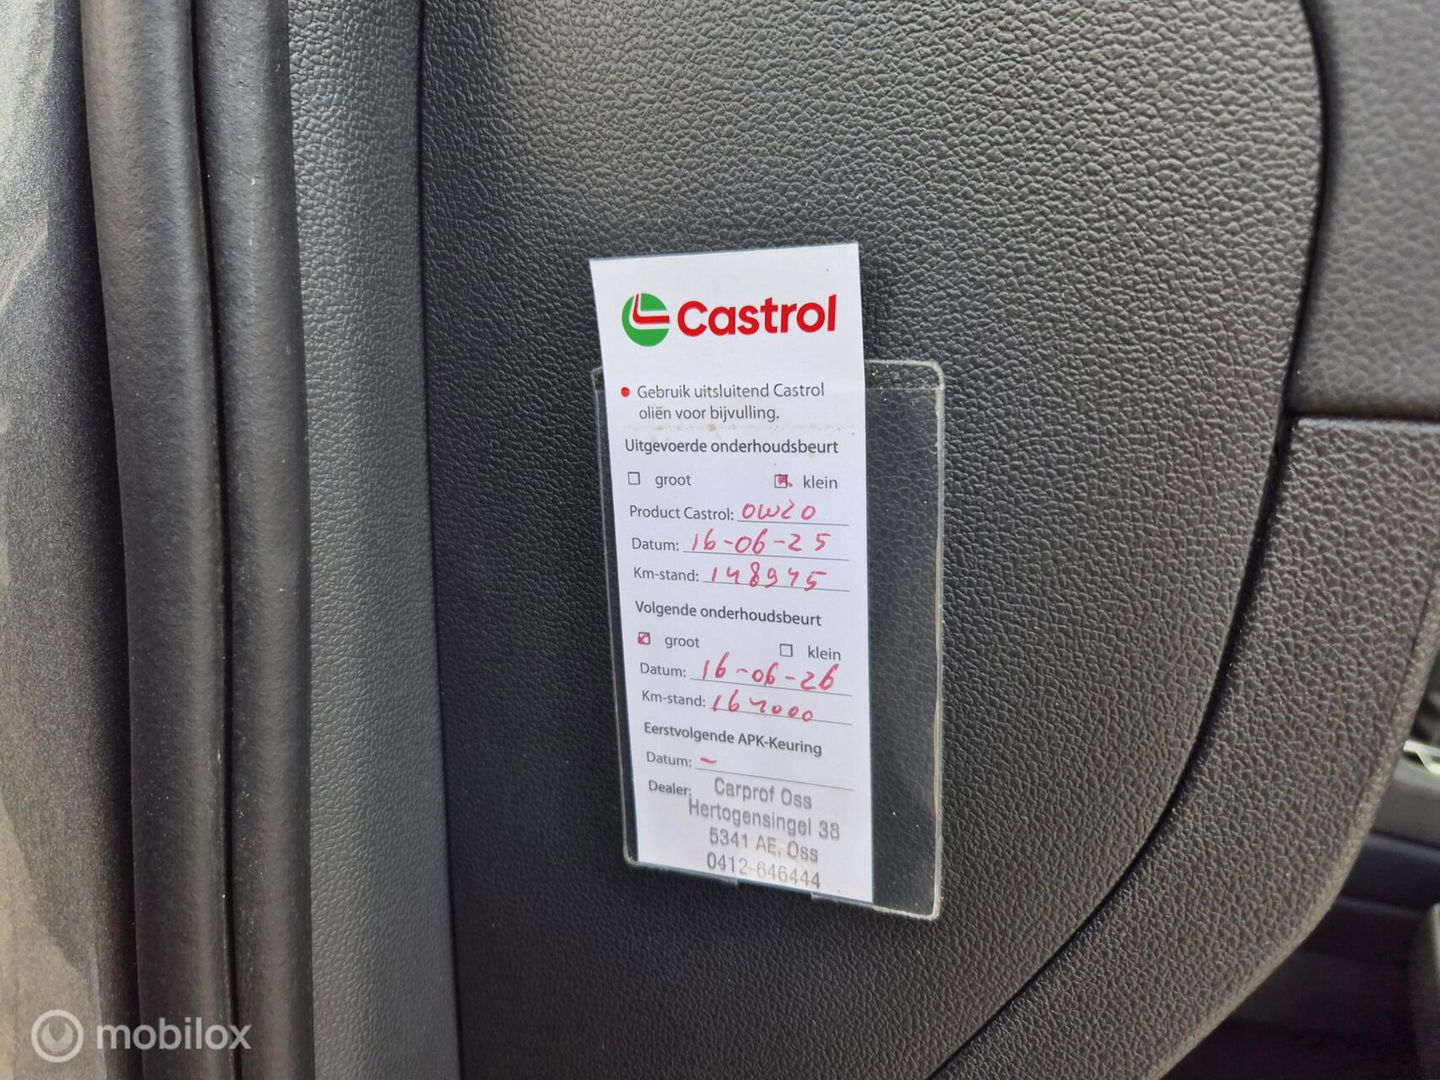 Castrol
Gebruik uitsluitend Castrol
oliën voor bijvulling.
Uitgevoerde onderhoudsbeurt
groot klein
Product Castrol: 0W20
Datum: 16-06-25
Km-stand: 148945
Volgende onderhoudsbeurt
groot klein
Datum: 16-06-26
Km-stand:
Eerstvolgende APK-Keuring
Datum: -
Dealer: Carprof Oss
Hertogensingel 38
5341 AE, Oss
0412-646444
mobilox